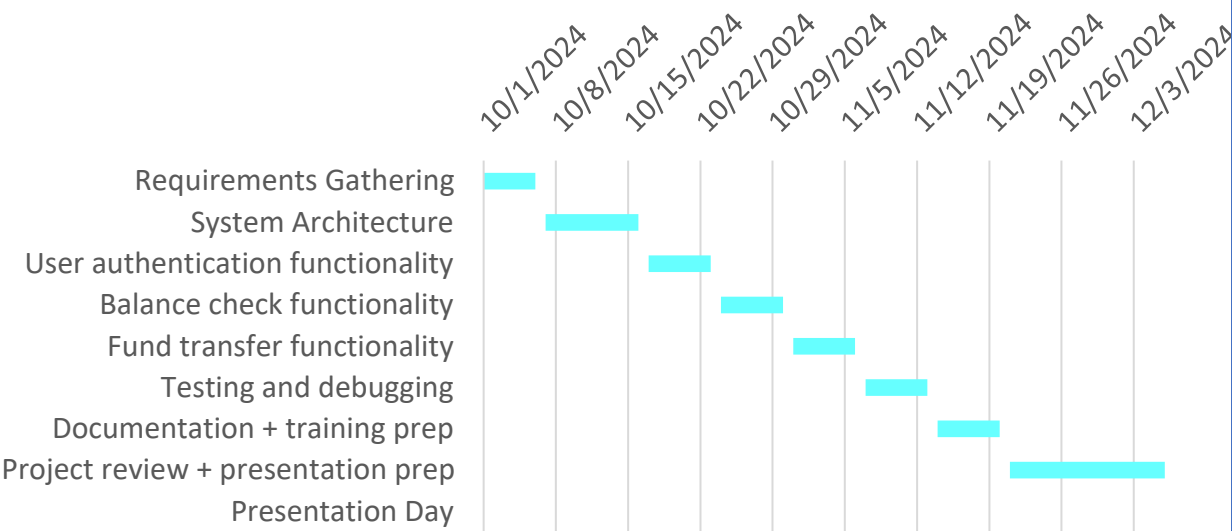 10/1/2024
10/8/2024
10/15/2024
10/22/2024
10/29/2024
11/5/2024
11/12/2024
11/19/2024
11/26/2024
12/3/2024
Requirements Gathering
System Architecture
User authentication functionality
Balance check functionality
Fund transfer functionality
Testing and debugging
Documentation + training prep
Project review + presentation prep
Presentation Day